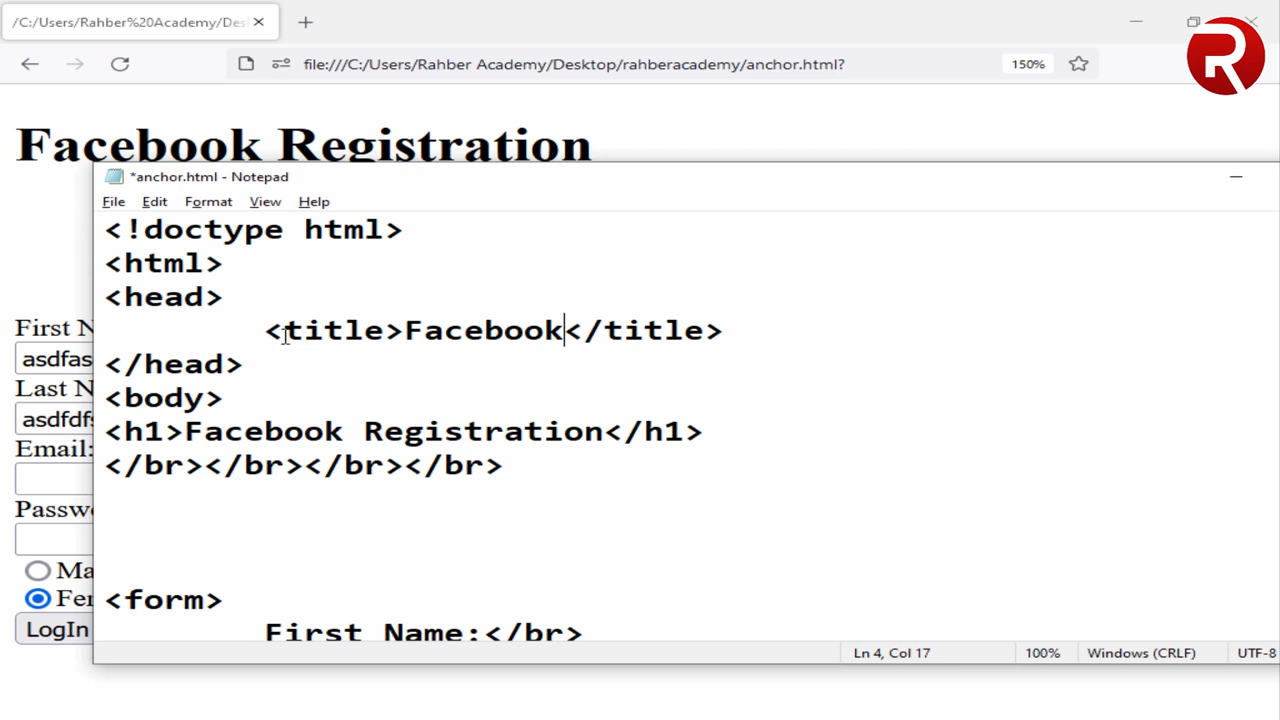 /C:/Users/Rahber%20Academy/Des
file:///C:/Users/Rahber Academy/Desktop/rahberacademy/anchor.html?
150%
R
Facebook Registration
*anchor.html - Notepad
File Edit Format View Help
<!doctype html>
<html>
<head>
<title>Facebook</title>
</head>
<body>
<h1>Facebook Registration</h1>
</br></br></br></br>
<form>
First Name:</br>
First N
asdfas
Last N
asdfdfs
Email:
Passwo
Ma
Fer
LogIn
Ln 4, Col 17
100%
Windows (CRLF)
UTF-8